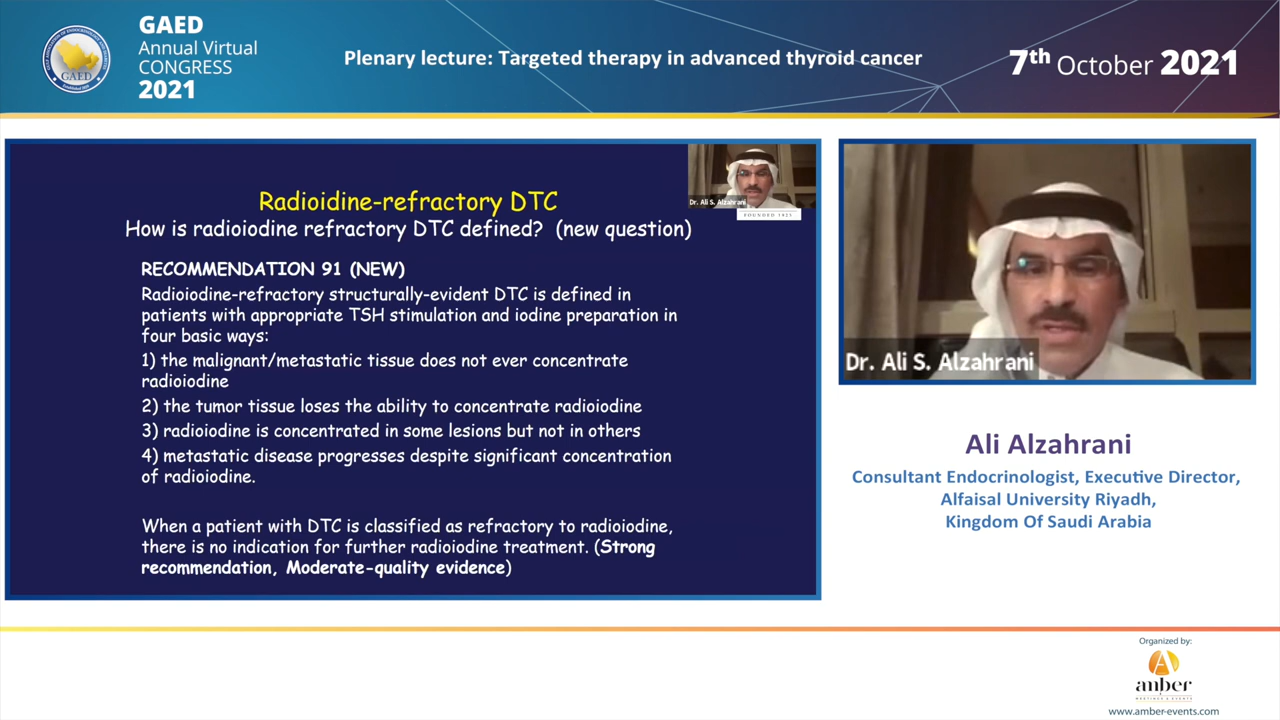 GAED
Annual Virtual
CONGRESS
2021
GAED
Plenary lecture: Targeted therapy in advanced thyroid cancer
7th October 2021
Radioidine-refractory DTC
How is radioiodine refractory DTC defined? (new question)
RECOMMENDATION 91 (NEW)
Radioiodine-refractory structurally-evident DTC is defined in
patients with appropriate TSH stimulation and iodine preparation in
four basic ways:
1) the malignant/metastatic tissue does not ever concentrate
radioiodine
2) the tumor tissue loses the ability to concentrate radioiodine
3) radioiodine is concentrated in some lesions but not in others
4) metastatic disease progresses despite significant concentration
of radioiodine.
When a patient with DTC is classified as refractory to radioiodine,
there is no indication for further radioiodine treatment. (Strong
recommendation, Moderate-quality evidence)
Dr. Ali S. Alzahrani
FOUNDED 1923
Dr. Ali S. Alzahrani
Ali Alzahrani
Consultant Endocrinologist, Executive Director,
Alfaisal University Riyadh,
Kingdom Of Saudi Arabia
Organized by:
anber
MEETINGS & EVENTS
www.amber-events.com